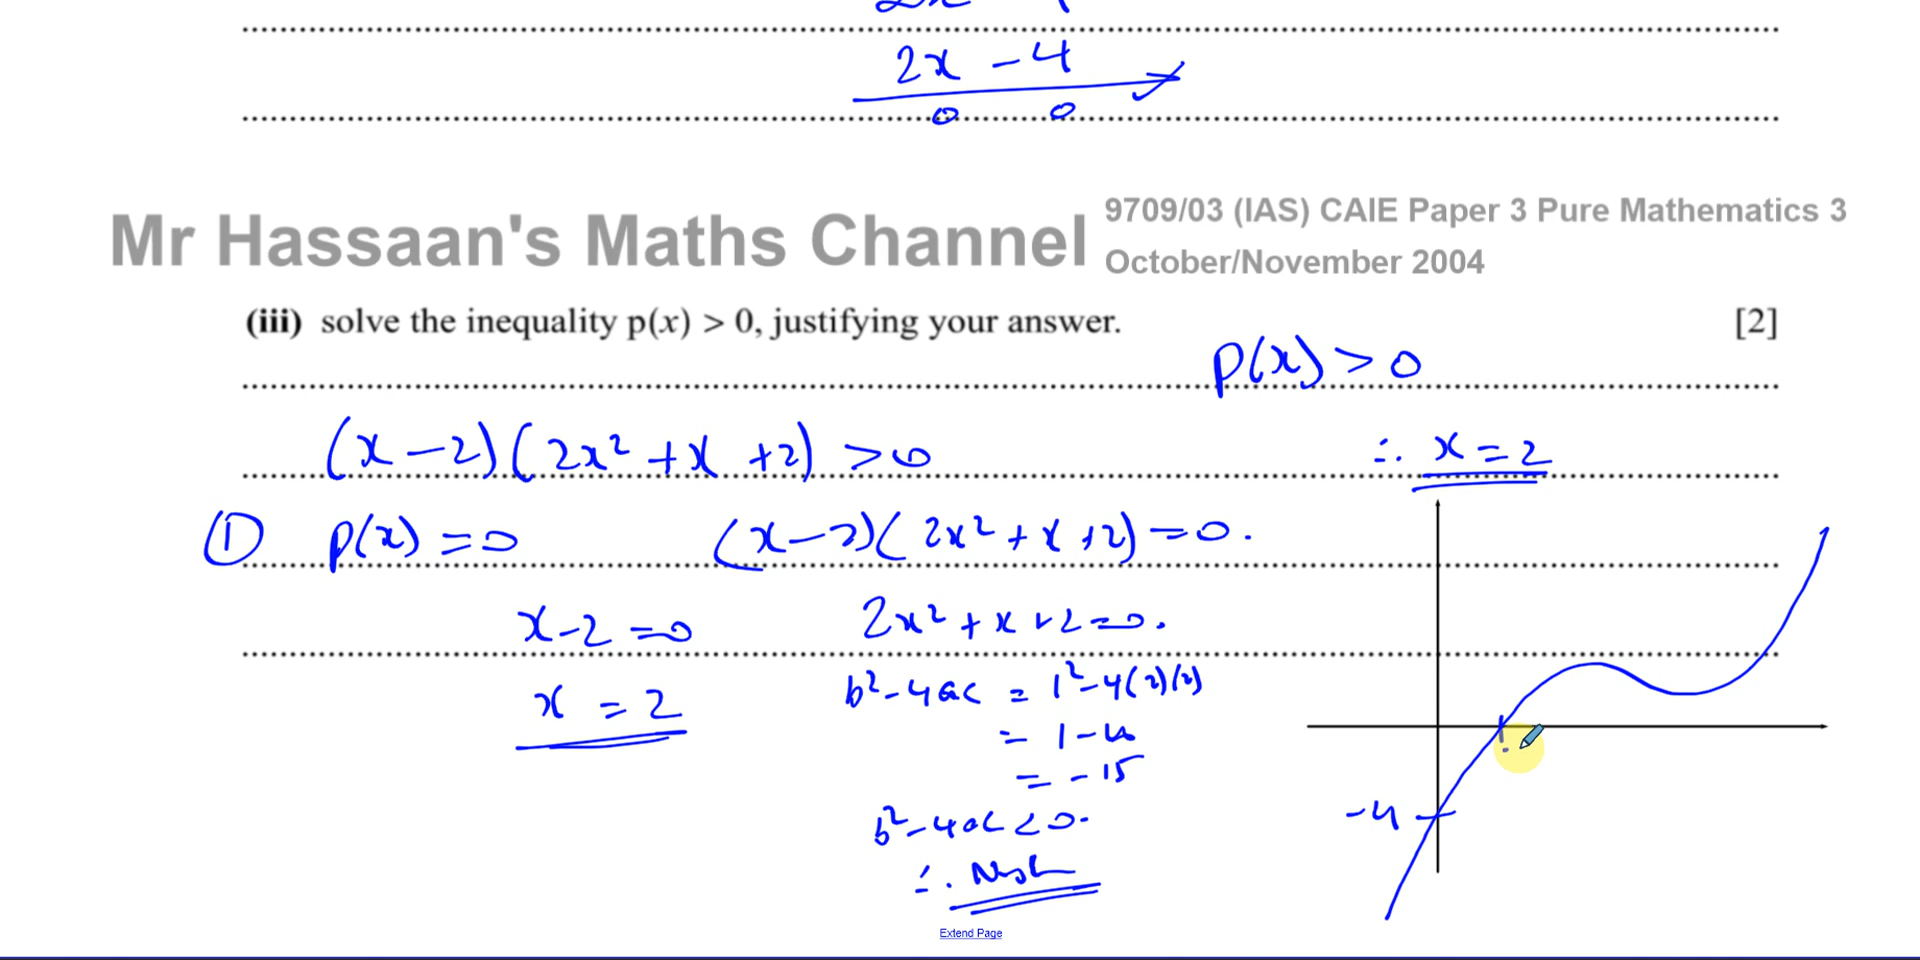 2x - 4
0 0
Mr Hassaan's Maths Channel
9709/03 (IAS) CAIE Paper 3 Pure Mathematics 3
October/November 2004
(iii) solve the inequality p(x) > 0, justifying your answer. [2]
p(x) > 0
(x-2)(2x² + x + 2) > 0
∴ x = 2
① p(x) = 0 (x-2)(2x² + x + 2) = 0.
x-2 = 0 2x² + x + 2 = 0.
x = 2 b² - 4ac = 1² - 4(2)(2)
= 1 - 16
= -15
-4
b² - 4ac < 0.
∴
Extend Page